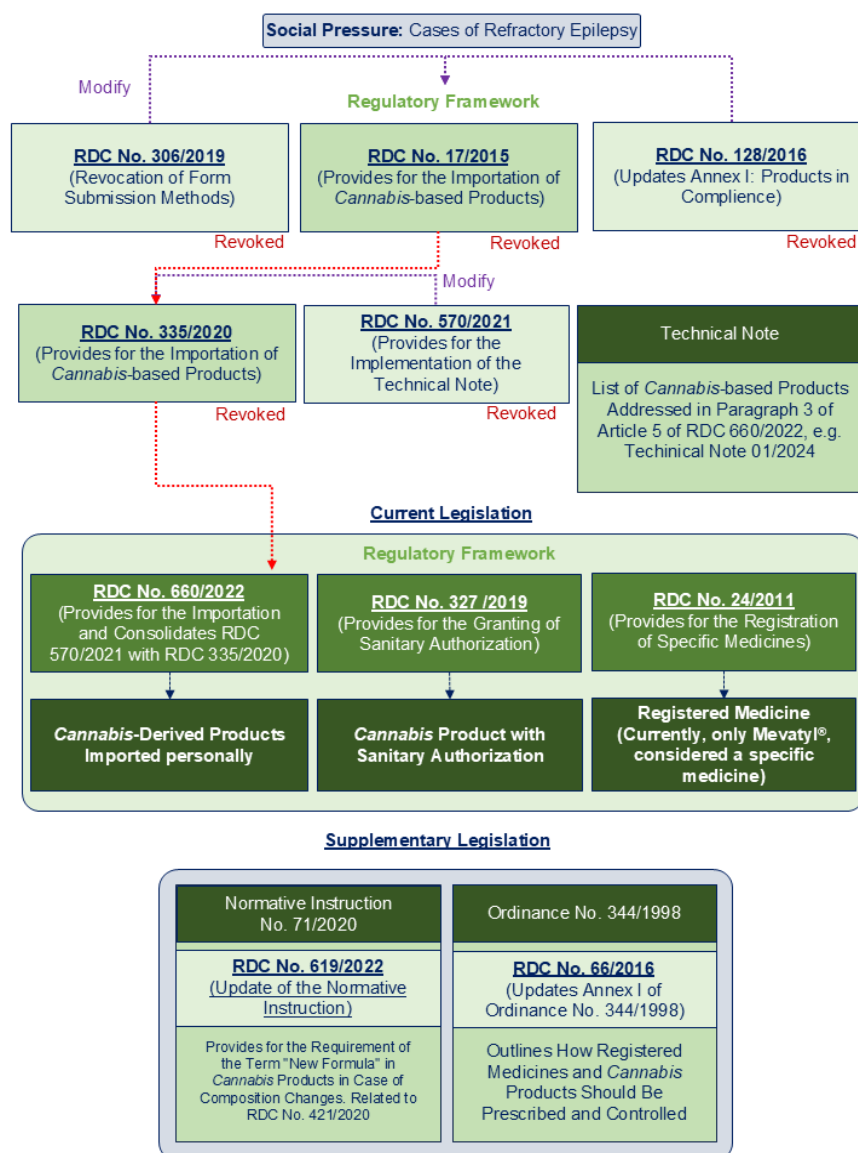 Social Pressure: Cases of Refractory Epilepsy
Modify
Regulatory Framework
RDC No. 306/2019
(Revocation of Form
Submission Methods)
Revoked
RDC No. 17/2015
(Provides for the Importation of
Cannabis-based Products)
Revoked
RDC No. 128/2016
(Updates Annex I: Products in
Complience)
Revoked
Modify
RDC No. 335/2020
(Provides for the Importation of
Cannabis-based Products)
Revoked
RDC No. 570/2021
(Provides for the
Implementation of the
Technical Note)
Revoked
Technical Note
List of Cannabis-based Products
Addressed in Paragraph 3 of
Article 5 of RDC 660/2022, e.g.
Techinical Note 01/2024
Current Legislation
Regulatory Framework
RDC No. 660/2022
(Provides for the Importation
and Consolidates RDC
570/2021 with RDC 335/2020)
RDC No. 327 /2019
(Provides for the Granting of
Sanitary Authorization)
RDC No. 24/2011
(Provides for the Registration
of Specific Medicines)
Cannabis-Derived Products
Imported personally
Cannabis Product with
Sanitary Authorization
Registered Medicine
(Currently, only Mevatyl®,
considered a specific
medicine)
Supplementary Legislation
Normative Instruction
No. 71/2020
RDC No. 619/2022
(Update of the Normative
Instruction)
Provides for the Requirement of
the Term "New Formula" in
Cannabis Products in Case of
Composition Changes. Related to
RDC No. 421/2020
Ordinance No. 344/1998
RDC No. 66/2016
(Updates Annex I of
Ordinance No. 344/1998)
Outlines How Registered
Medicines and Cannabis
Products Should Be
Prescribed and Controlled